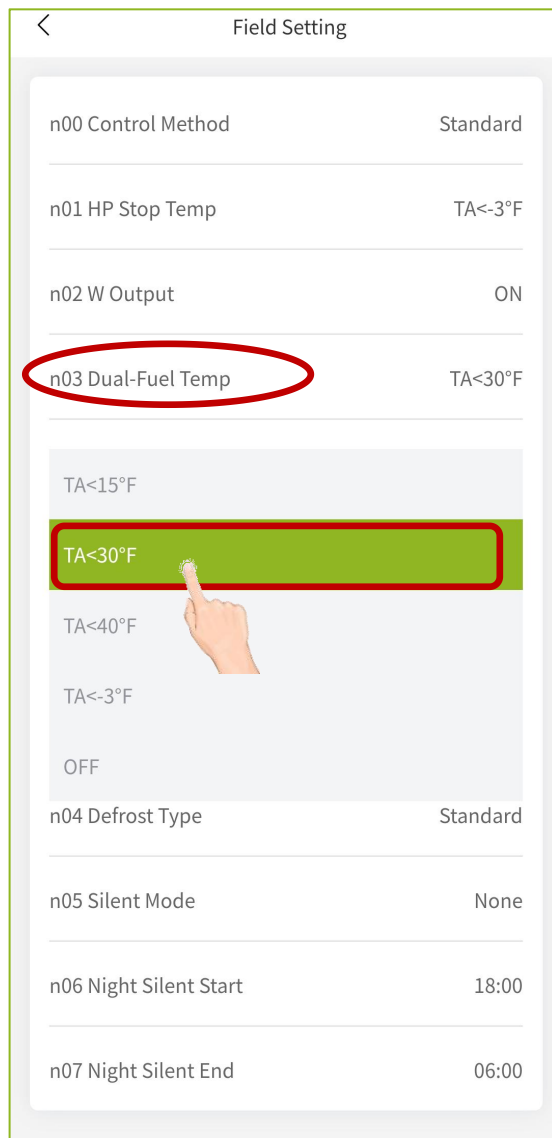 Field Setting
n00 Control Method Standard
n01 HP Stop Temp TA<-3°F
n02 W Output ON
n03 Dual-Fuel Temp TA<30°F
TA<15°F
TA<30°F
TA<40°F
TA<-3°F
OFF
n04 Defrost Type Standard
n05 Silent Mode None
n06 Night Silent Start 18:00
n07 Night Silent End 06:00